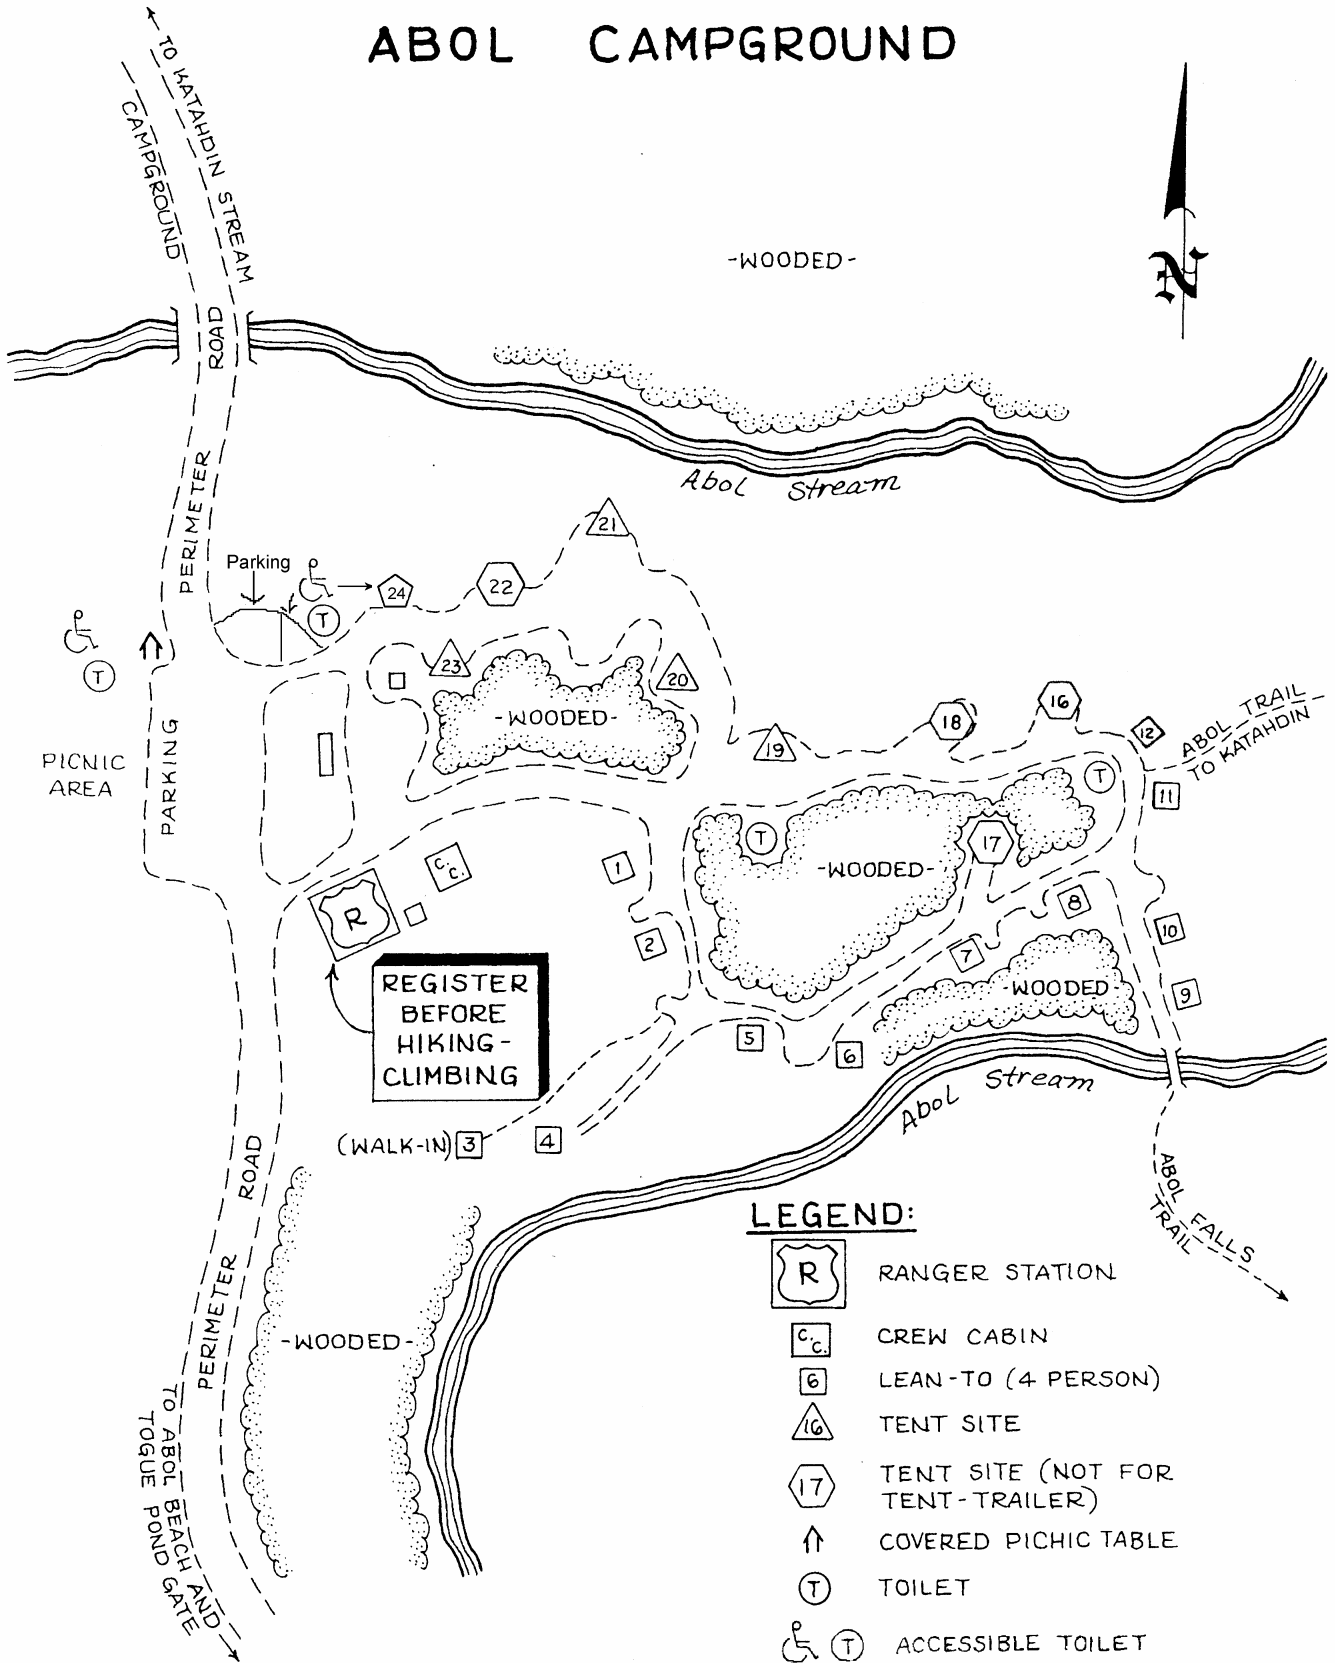 ABOL CAMPGROUND
TO KATAHDIN STREAM
CAMPGROUND
N
-WOODED-
ROAD
PERIMETER
Abol Stream
21
Parking
24
22
T
T
23
20
-WOODED-
PICNIC
AREA
PARKING
19
18
16
12
ABOL TRAIL
TO KATAHDIN
11
T
T
17
-WOODED-
C.C.
1
R
2
8
7
10
9
-WOODED-
REGISTER
BEFORE
HIKING-
CLIMBING
5
6
Abol Stream
(WALK-IN) 3
4
ROAD
PERIMETER
ABOL FALLS
TRAIL
-WOODED-
TO ABOL BEACH AND
TOGUE POND GATE
LEGEND:
R RANGER STATION
C.C. CREW CABIN
6 LEAN-TO (4 PERSON)
16 TENT SITE
17 TENT SITE (NOT FOR
TENT-TRAILER)
COVERED PICHIC TABLE
T TOILET
T ACCESSIBLE TOILET